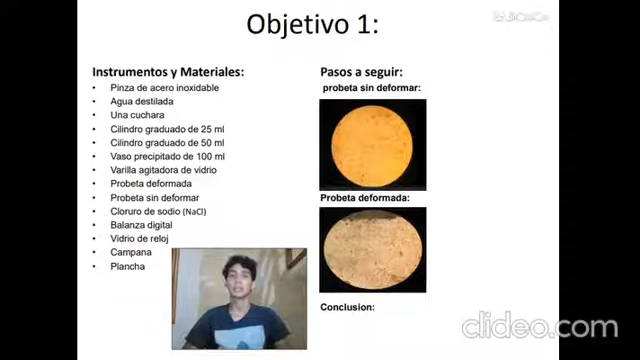 Objetivo 1:
Instrumentos y Materiales:
• Pinza de acero inoxidable
• Agua destilada
• Una cuchara
• Cilindro graduado de 25 ml
• Cilindro graduado de 50 ml
• Vaso precipitado de 100 ml
• Varilla agitadora de vidrio
• Probeta deformada
• Probeta sin deformar
• Cloruro de sodio (NaCl)
• Balanza digital
• Vidrio de reloj
• Campana
• Plancha
Pasos a seguir:
probeta sin deformar:
Probeta deformada:
Conclusion:
clideo.com